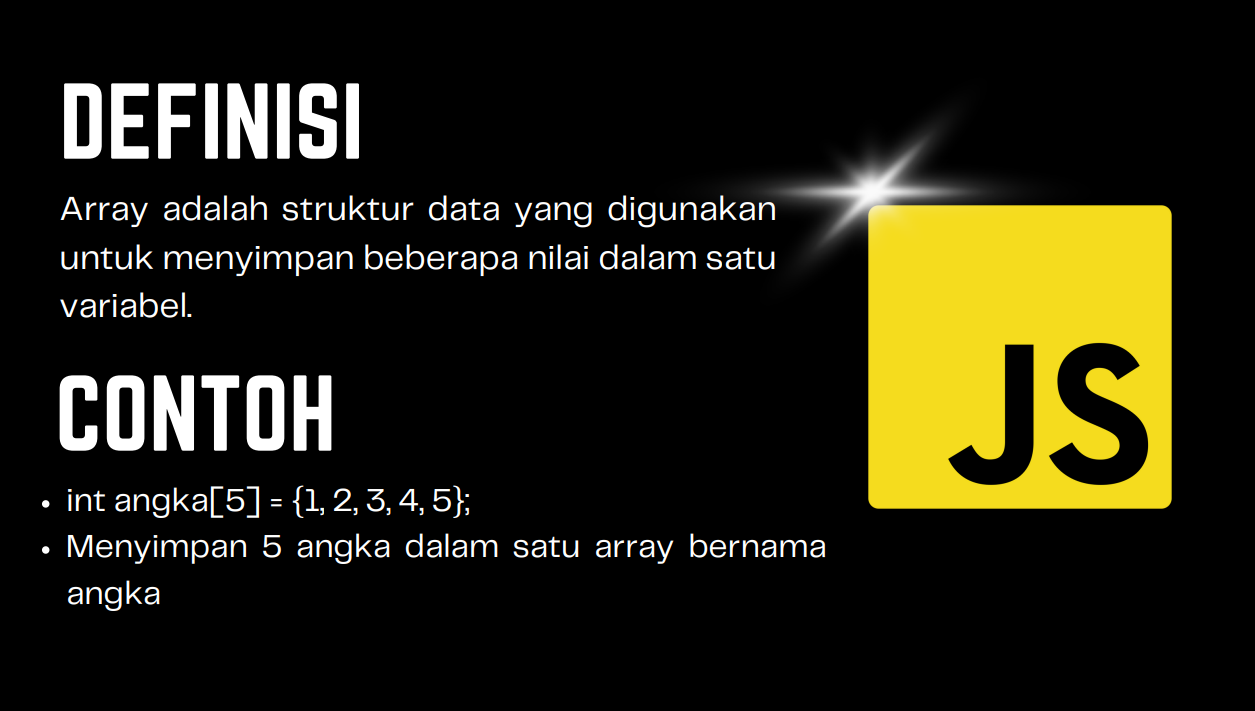 DEFINISI
Array adalah struktur data yang digunakan
untuk menyimpan beberapa nilai dalam satu
variabel.
CONTOH
• int angka[5] = {1, 2, 3, 4, 5};
• Menyimpan 5 angka dalam satu array bernama
angka
JS